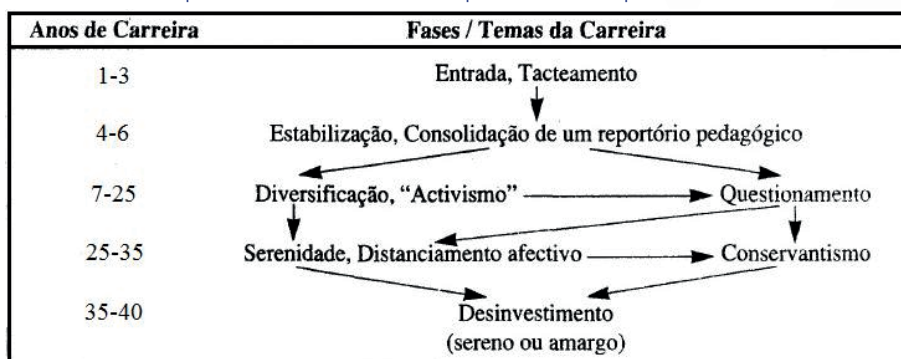 Anos de Carreira Fases / Temas da Carreira
1-3 Entrada, Tacteamento
4-6 Estabilização, Consolidação de um reportório pedagógico
7-25 Diversificação, “Activismo” Questionamento
25-35 Serenidade, Distanciamento afectivo Conservantismo
35-40 Desinvestimento
(sereno ou amargo)